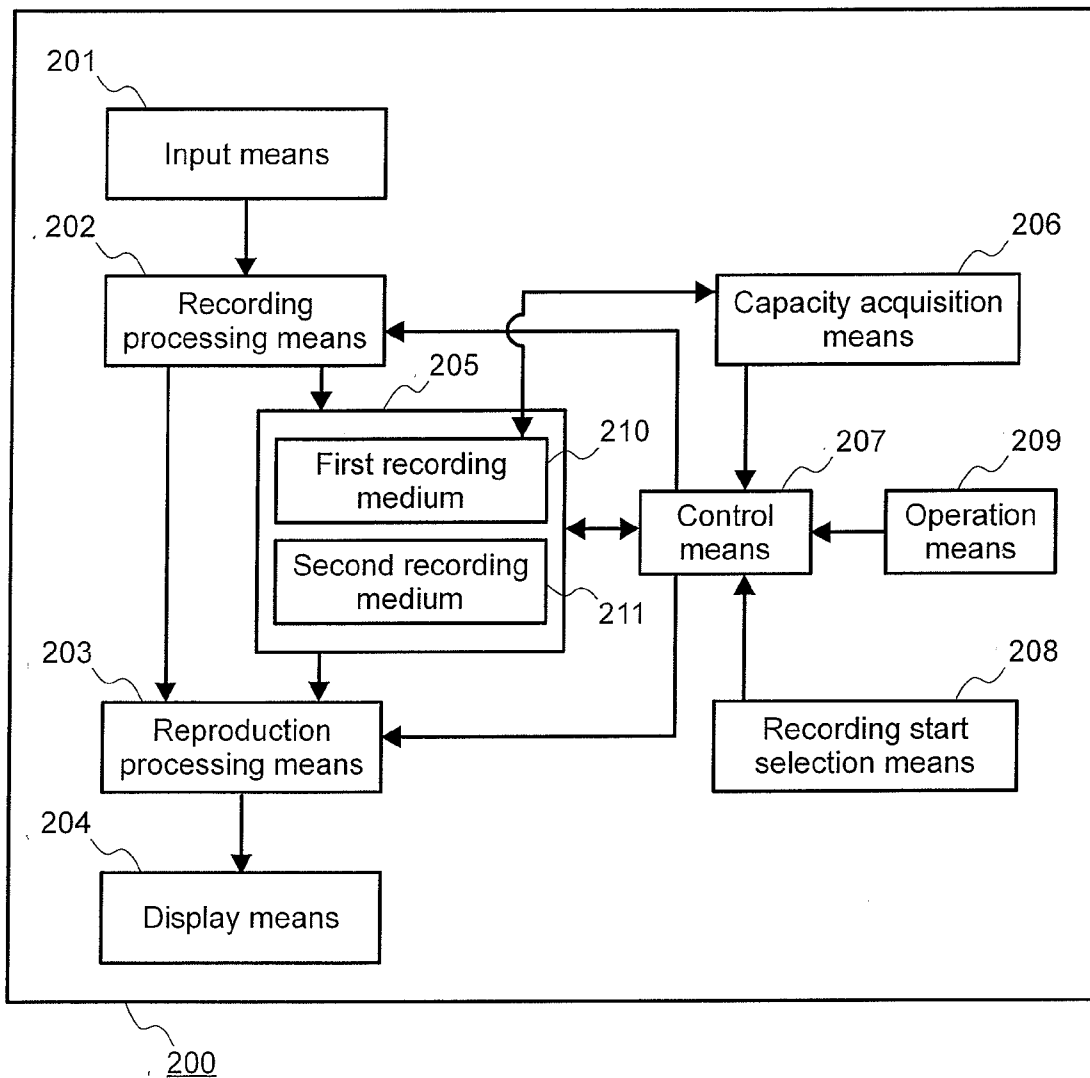 201
Input means
202
Recording
processing means
206
Capacity acquisition
means
205
210
First recording
medium
207
Control
means
209
Operation
means
Second recording
medium
211
203
Reproduction
processing means
208
Recording start
selection means
204
Display means
200